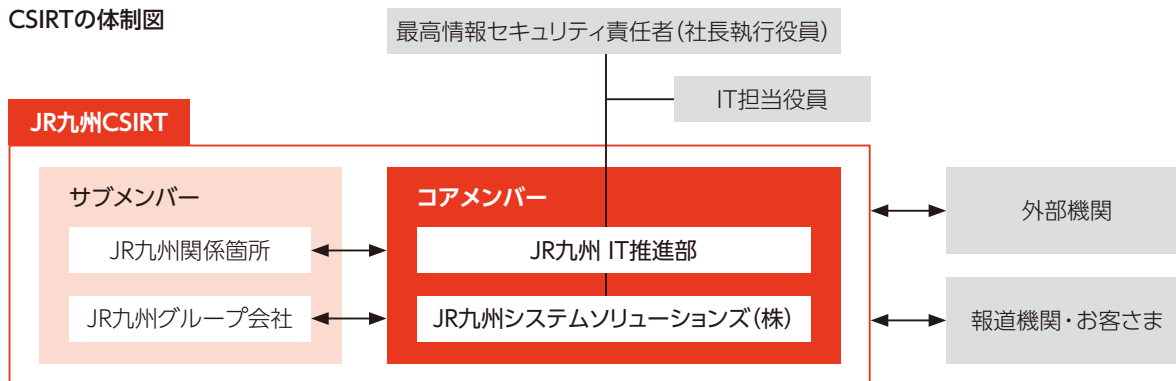 CSIRTの体制図
最高情報セキュリティ責任者(社長執行役員)
IT担当役員
JR九州CSIRT
サブメンバー
JR九州関係箇所
JR九州グループ会社
コアメンバー
JR九州 IT推進部
JR九州システムソリューションズ(株)
外部機関
報道機関・お客さま